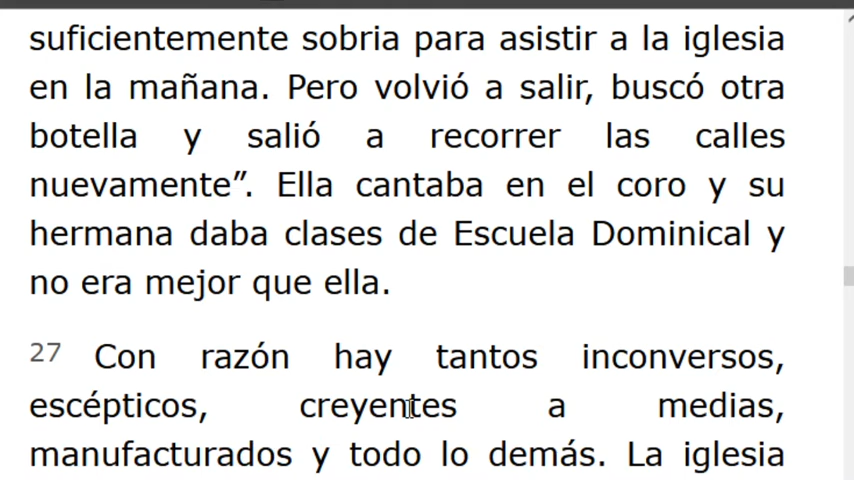 suficientemente sobria para asistir a la iglesia
en la mañana. Pero volvió a salir, buscó otra
botella y salió a recorrer las calles
nuevamente”. Ella cantaba en el coro y su
hermana daba clases de Escuela Dominical y
no era mejor que ella.
27 Con razón hay tantos inconversos,
escépticos, creyentes a medias,
manufacturados y todo lo demás. La iglesia